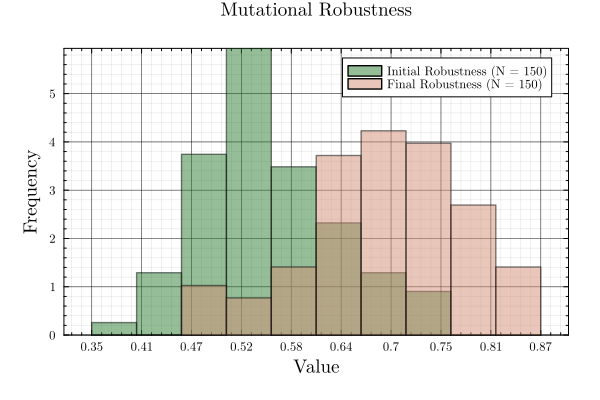 Mutational Robustness
Initial Robustness (N = 150)
Final Robustness (N = 150)
Frequency
5
4
3
2
1
0
0.35 0.41 0.47 0.52 0.58 0.64 0.7 0.75 0.81 0.87
Value